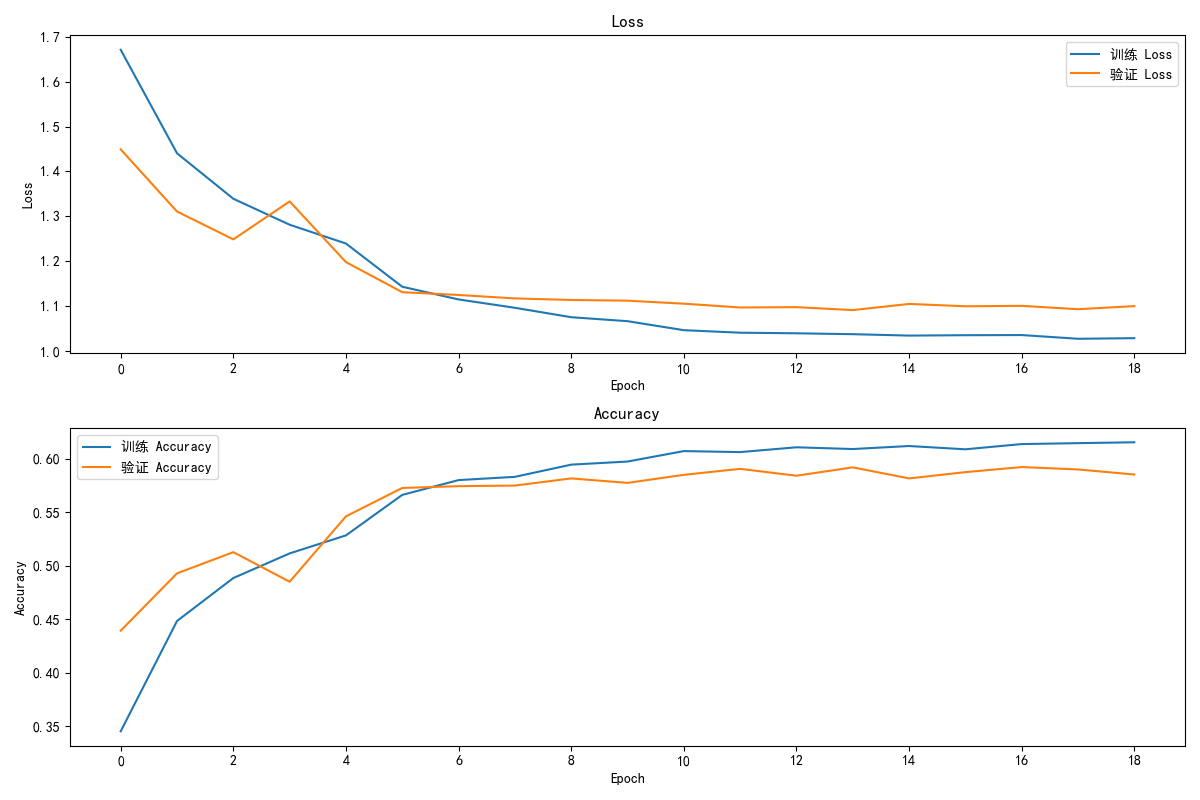 Loss
1.7
1.6
1.5
1.4
1.3
1.2
1.1
1.0
Loss
训练 Loss
验证 Loss
0 2 4 6 8 10 12 14 16 18
Epoch
Accuracy
0.60
0.55
0.50
0.45
0.40
0.35
Accuracy
训练 Accuracy
验证 Accuracy
0 2 4 6 8 10 12 14 16 18
Epoch